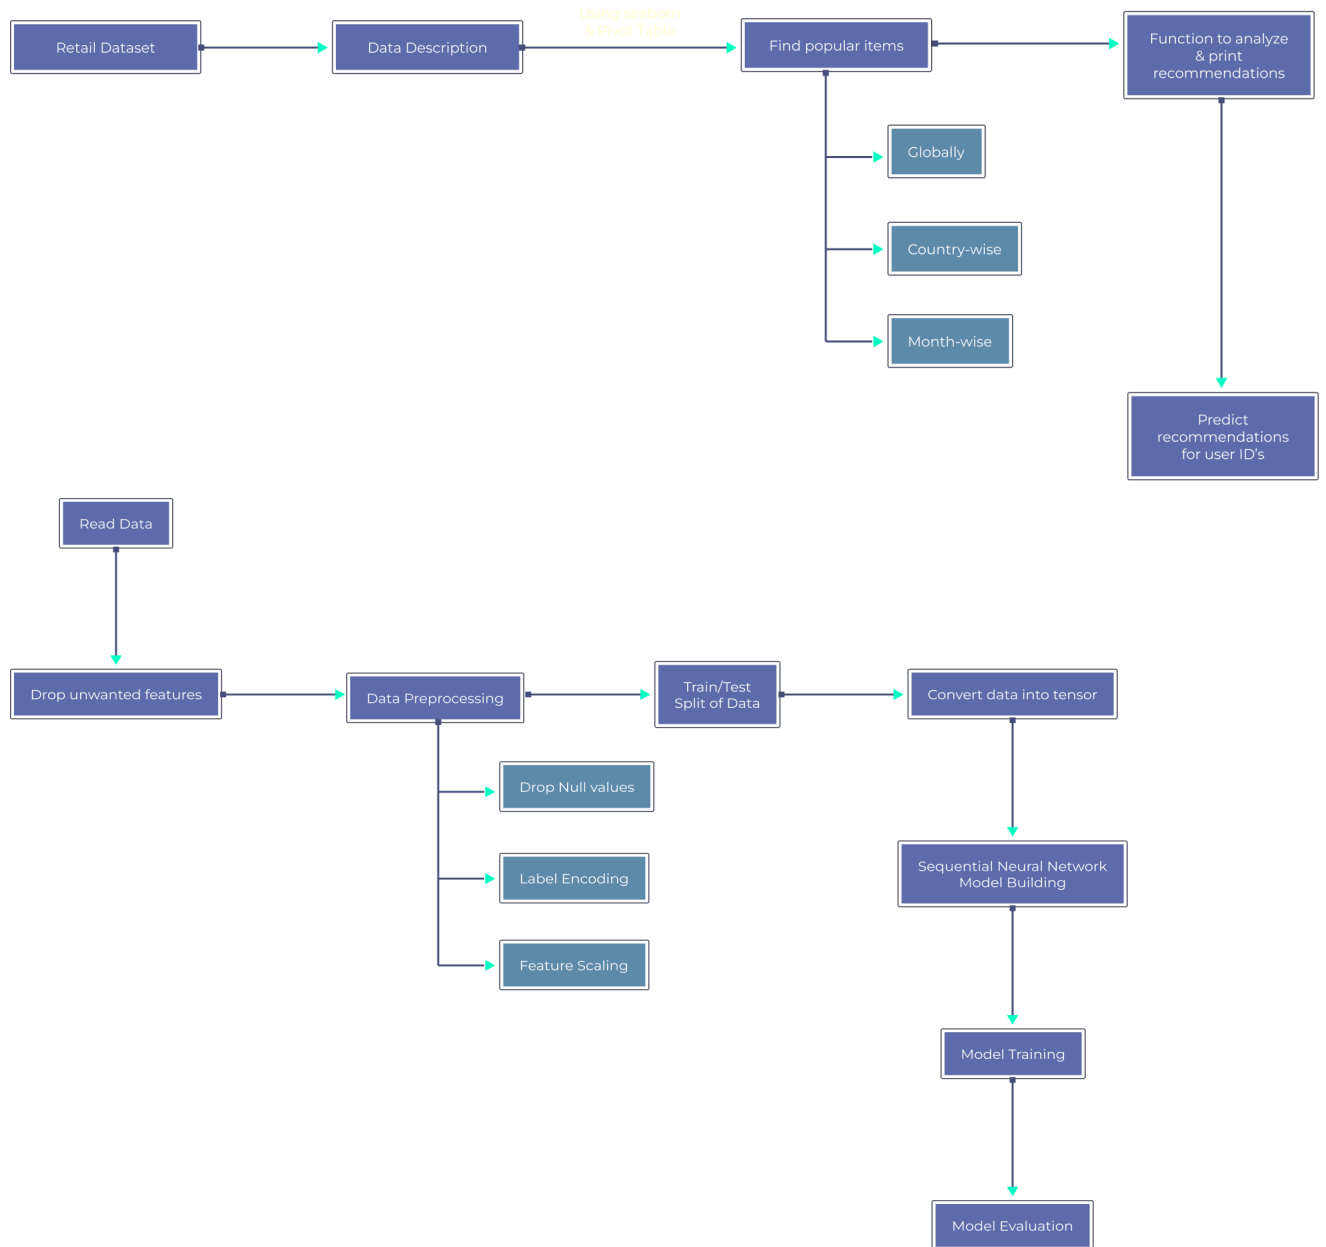 Retail Dataset
Data Description
Using seaborn
& Pivot Table
Find popular items
Function to analyze
& print
recommendations
Globally
Country-wise
Month-wise
Predict
recommendations
for user ID's
Read Data
Drop unwanted features
Data Preprocessing
Train/Test
Split of Data
Convert data into tensor
Drop Null values
Label Encoding
Feature Scaling
Sequential Neural Network
Model Building
Model Training
Model Evaluation